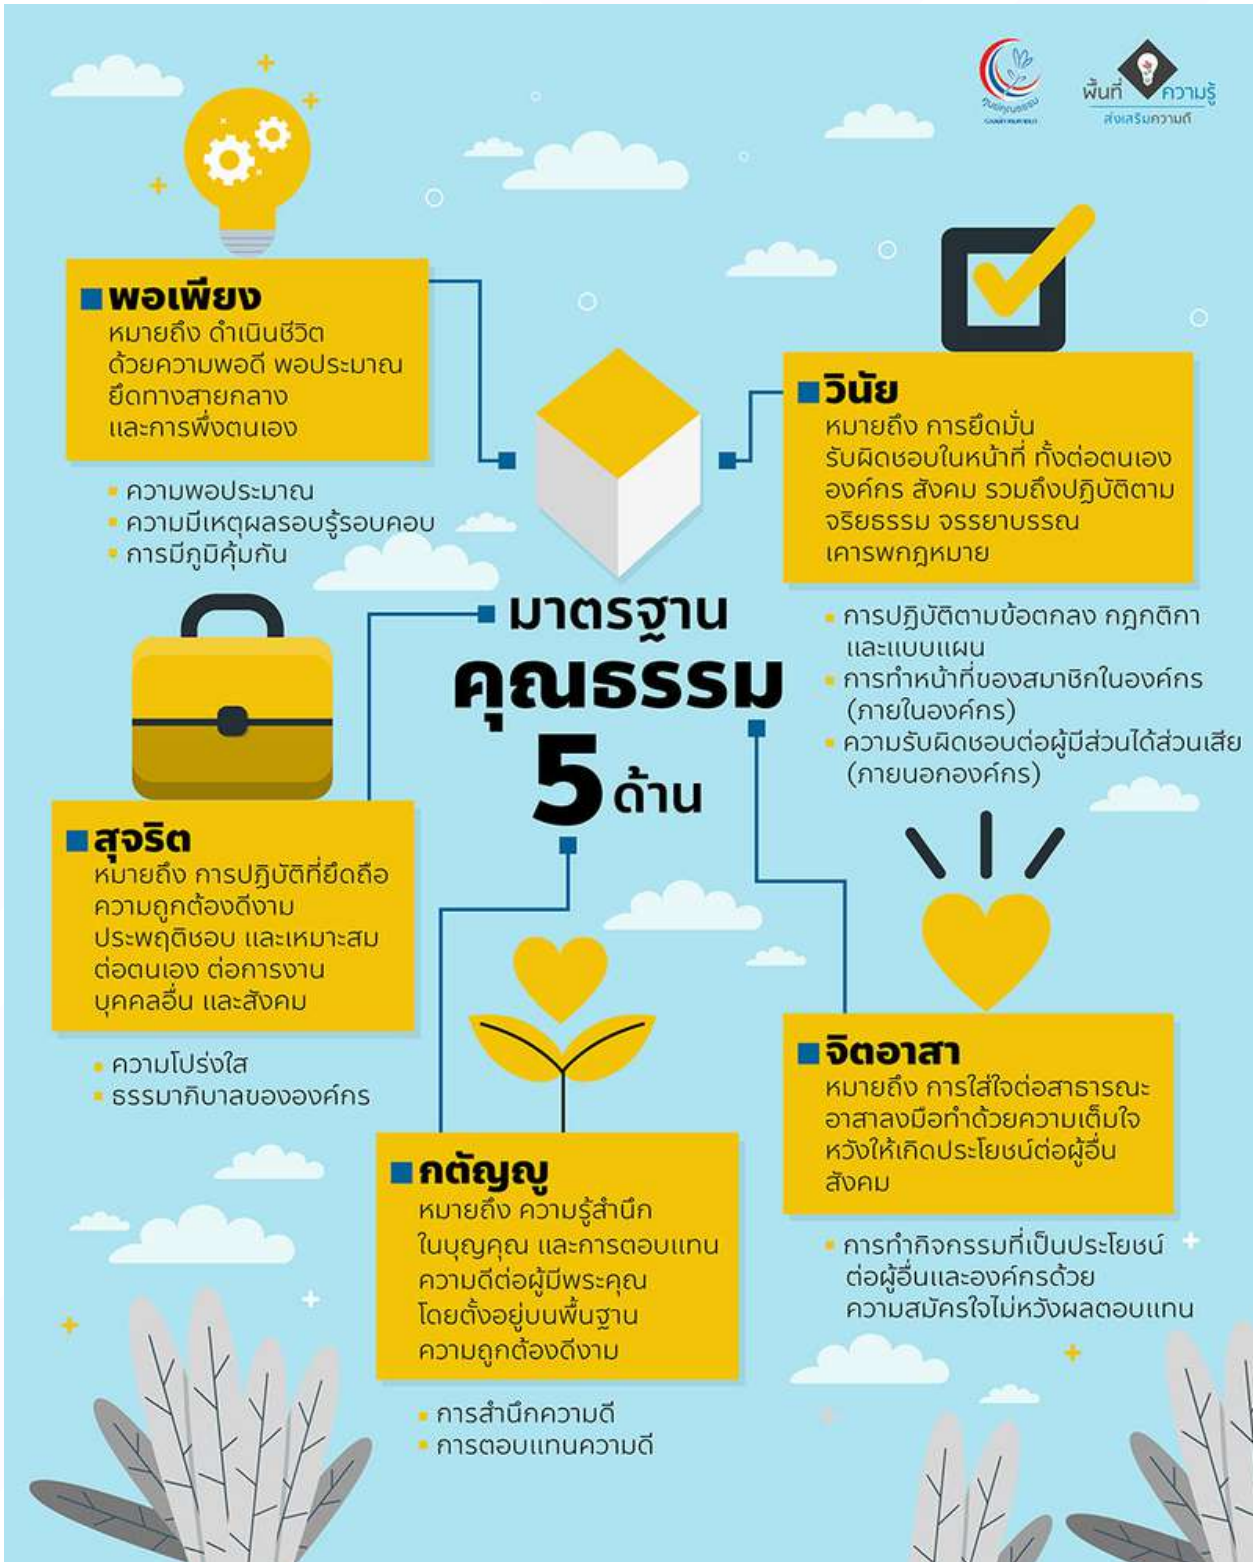 ศูนย์คุณธรรม
พื้นที่ ความรู้
ส่งเสริมความดี
พอเพียง
หมายถึง ดำเนินชีวิต
ด้วยความพอดี พอประมาณ
ยึดทางสายกลาง
และการพึ่งตนเอง
ความพอประมาณ
ความมีเหตุผลรอบรู้รอบคอบ
การมีภูมิคุ้มกัน
วินัย
หมายถึง การยึดมั่น
รับผิดชอบในหน้าที่ ทั้งต่อตนเอง
องค์กร สังคม รวมถึงปฏิบัติตาม
จริยธรรม จรรยาบรรณ
เคารพกฎหมาย
การปฏิบัติตามข้อตกลง กฎกติกา
และแบบแผน
การทำหน้าที่ของสมาชิกในองค์กร
(ภายในองค์กร)
ความรับผิดชอบต่อผู้มีส่วนได้ส่วนเสีย
(ภายนอกองค์กร)
มาตรฐาน
คุณธรรม
5 ด้าน
สุจริต
หมายถึง การปฏิบัติที่ยึดถือ
ความถูกต้องดีงาม
ประพฤติชอบ และเหมาะสม
ต่อตนเอง ต่อการงาน
บุคคลอื่น และสังคม
ความโปร่งใส
ธรรมาภิบาลขององค์กร
จิตอาสา
หมายถึง การใส่ใจต่อสาธารณะ
อาสาลงมือทำด้วยความเต็มใจ
หวังให้เกิดประโยชน์ต่อผู้อื่น
สังคม
การทำกิจกรรมที่เป็นประโยชน์
ต่อผู้อื่นและองค์กรด้วย
ความสมัครใจไม่หวังผลตอบแทน
กตัญญู
หมายถึง ความรู้สำนึก
ในบุญคุณ และการตอบแทน
ความดีต่อผู้มีพระคุณ
โดยตั้งอยู่บนพื้นฐาน
ความถูกต้องดีงาม
การสำนึกความดี
การตอบแทนความดี